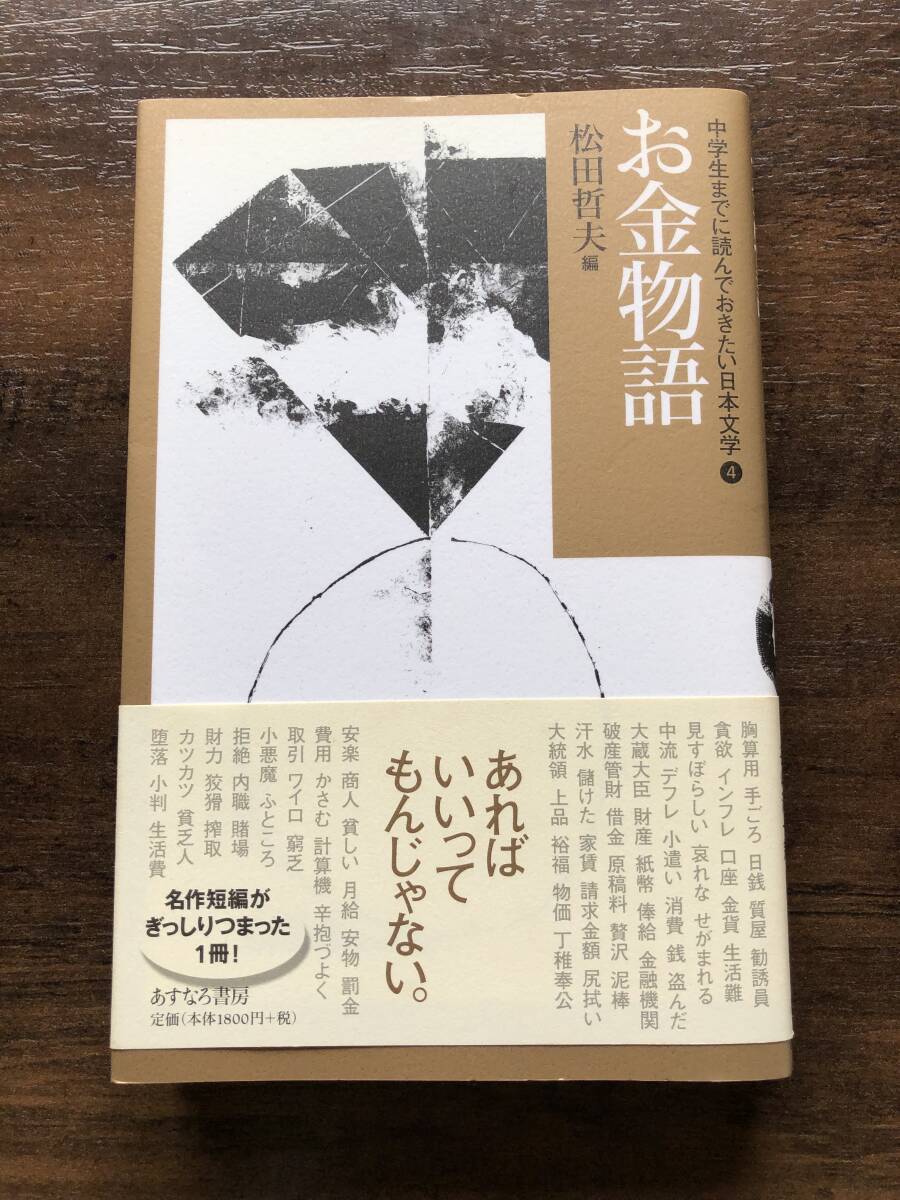 中学生までに読んでおきたい日本文学4
お金物語
松田哲夫 編
胸算用 手ごろ 日銭 質屋 勧誘員
貪欲 インフレ 口座 金貨 生活難
見すぼらしい 哀れな せがまれる
中流 デフレ 小遣い 消費 銭 盗んだ
大蔵大臣 財産 紙幣 俸給 金融機関
破産管財 借金 原稿料 贅沢 泥棒
汗水 儲けた 家賃 請求金額 尻拭い
大統領 上品 裕福 物価 丁稚奉公
あれば
いいって
もんじゃない。
安楽 商人 貧しい 月給 安物 罰金
費用 かさむ 計算機 辛抱づよく
取引 ワイロ 窮乏
小悪魔 ふところ
拒絶 内職 賭場
財力 狡猾 搾取
カツカツ 貧乏人
堕落 小判 生活費
名作短編が
ぎっしりつまった
1冊!
あすなろ書房
定価(本体1800円+税)